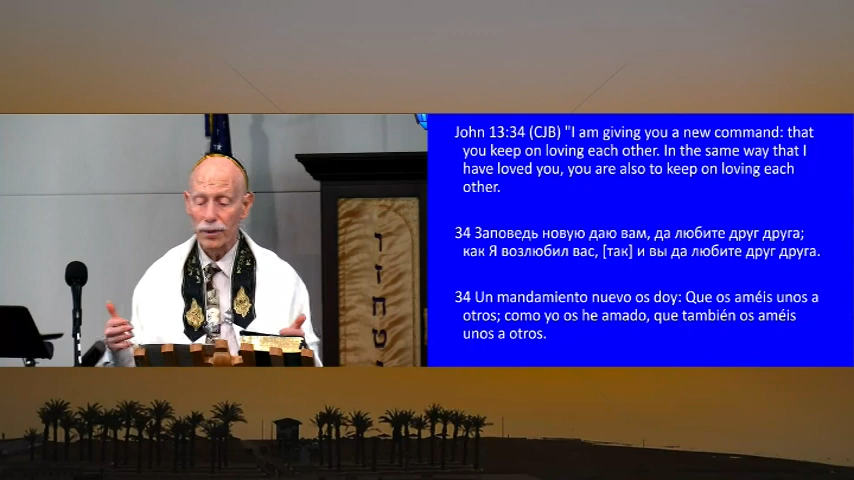 John 13:34 (CJB) "I am giving you a new command: that
you keep on loving each other. In the same way that I
have loved you, you are also to keep on loving each
other.
34 Заповедь новую даю вам, да любите друг друга;
как Я возлюбил вас, [так] и вы да любите друг друга.
34 Un mandamiento nuevo os doy: Que os améis unos a
otros; como yo os he amado, que también os améis
unos a otros.